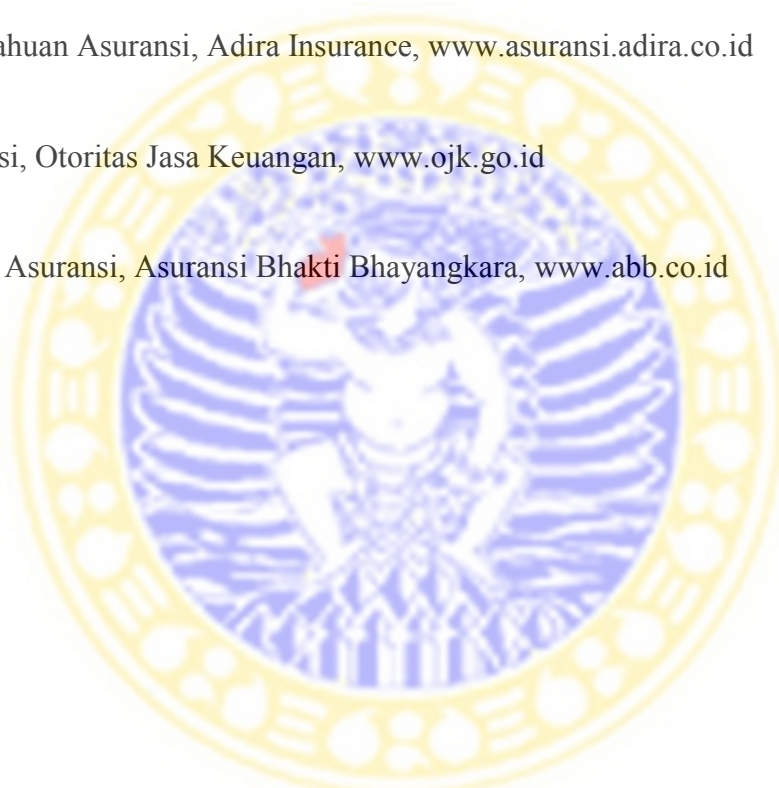 ahuan Asuransi, Adira Insurance, www.asuransi.adira.co.id
si, Otoritas Jasa Keuangan, www.ojk.go.id
Asuransi, Asuransi Bhakti Bhayangkara, www.abb.co.id